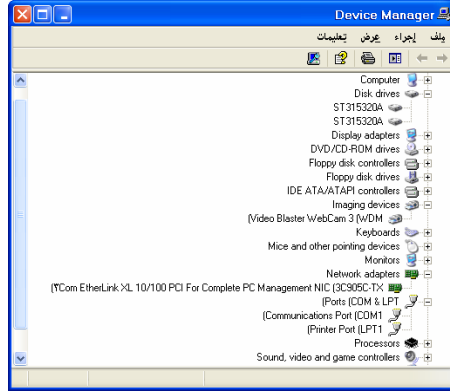 Device Manager
ملف إجراء عرض تعليمات
Computer
Disk drives
ST315320A
ST315320A
Display adapters
DVD/CD-ROM drives
Floppy disk controllers
Floppy disk drives
IDE ATA/ATAPI controllers
Imaging devices
(Video Blaster WebCam 3 (WDM
Keyboards
Mice and other pointing devices
Monitors
Network adapters
(٣Com EtherLink XL 10/100 PCI For Complete PC Management NIC (3C905C-TX
(Ports (COM & LPT
(Communications Port (COM1
(Printer Port (LPT1
Processors
Sound, video and game controllers